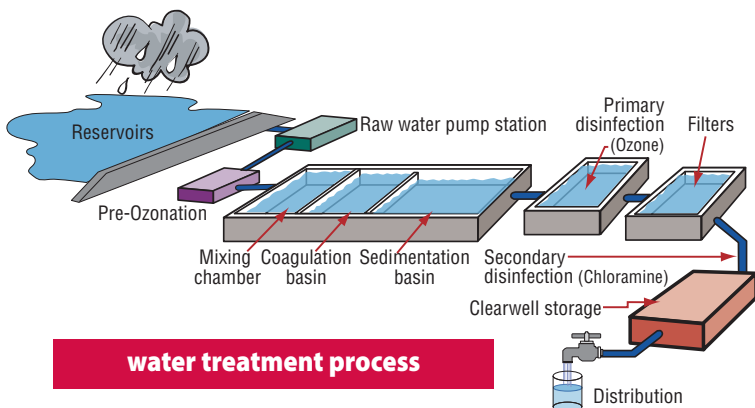 Reservoirs
Raw water pump station
Pre-Ozonation
Mixing
chamber
Coagulation
basin
Sedimentation
basin
Primary
disinfection
(Ozone)
Filters
Secondary
disinfection (Chloramine)
Clearwell storage
Distribution
water treatment process